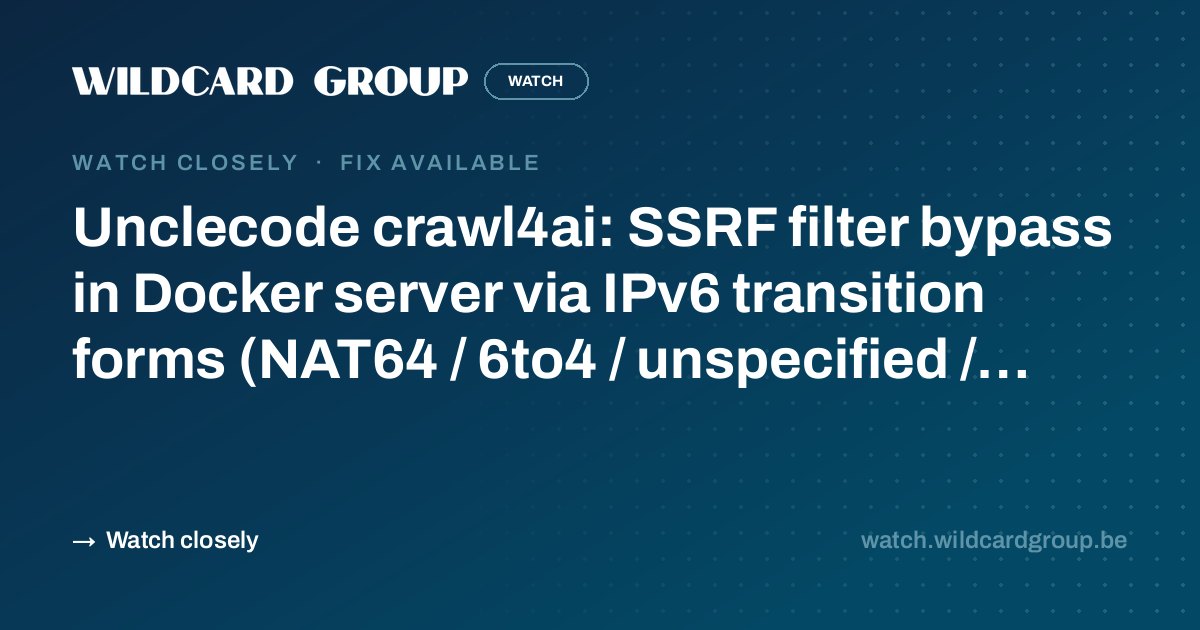 WILDCARD GROUP WATCH
WATCH CLOSELY · FIX AVAILABLE
Unclecode crawl4ai: SSRF filter bypass
in Docker server via IPv6 transition
forms (NAT64 / 6to4 / unspecified /…
→ Watch closely
watch.wildcardgroup.be